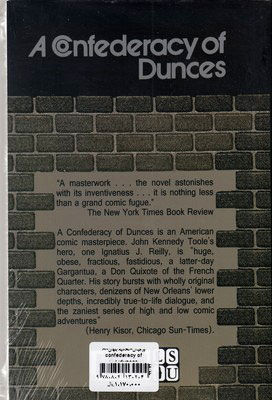 A Confederacy of
Dunces
"A masterwork . . . the novel astonishes
with its inventiveness . . . it is nothing less
than a grand comic fugue."
The New York Times Book Review
A Confederacy of Dunces is an American
comic masterpiece. John Kennedy Toole's
hero, one Ignatius J. Reilly, is "huge,
obese, fractious, fastidious, a latter-day
Gargantua, a Don Quixote of the French
Quarter. His story bursts with wholly original
characters, denizens of New Orleans' lower
depths, incredibly true-to-life dialogue, and
the zaniest series of high and low comic
adventures"
(Henry Kisor, Chicago Sun-Times).
confederacy of